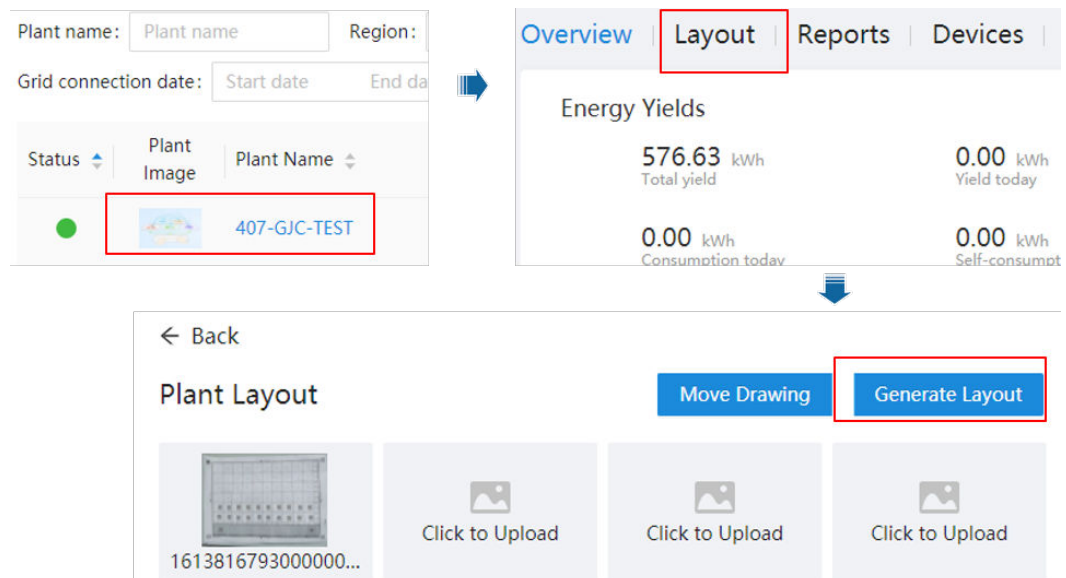 Plant name: Plant name Region:
Grid connection date: Start date End da
Status Plant Image Plant Name
407-GJC-TEST
Overview Layout Reports Devices
Energy Yields
576.63 kWh 0.00 kWh
Total yield Yield today
0.00 kWh 0.00 kWh
Consumption today Self-consumpt
← Back
Plant Layout Move Drawing Generate Layout
1613816793000000... Click to Upload Click to Upload Click to Upload